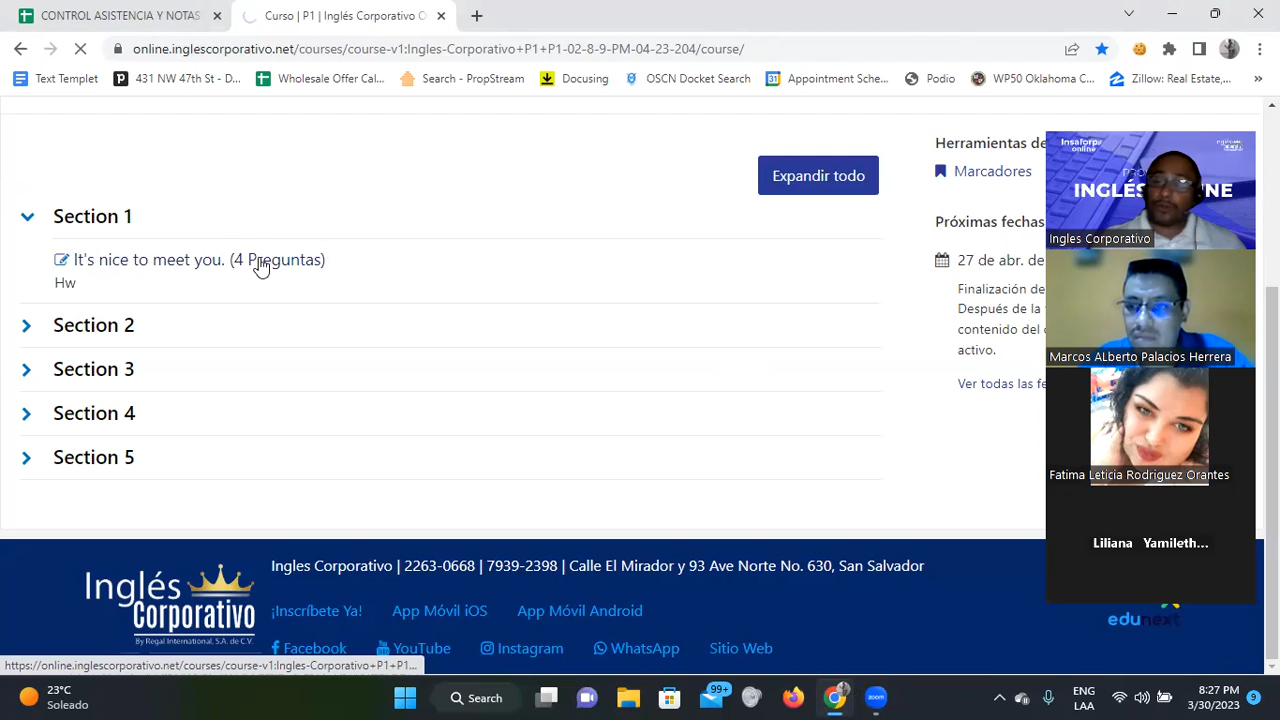 CONTROL ASISTENCIA Y NOTAS
Curso | P1 | Inglés Corporativo O
online.inglescorporativo.net/courses/course-v1:Ingles-Corporativo+P1+P1-02-8-9-PM-04-23-204/course/
Text Templet
431 NW 47th St - D...
Wholesale Offer Cal...
Search - PropStream
Docusing
OSCN Docket Search
Appointment Sche...
Podio
WP50 Oklahoma C...
Zillow: Real Estate,...
Expandir todo
Section 1
It's nice to meet you. (4 Preguntas)
Hw
Section 2
Section 3
Section 4
Section 5
Herramientas de
Marcadores
Próximas fechas
27 de abr. de
Finalización de
Después de la
contenido del
activo.
Ver todas las fe
Insaforp
online
INGLÉS
NE
Ingles Corporativo
Marcos ALberto Palacios Herrera
Fatima Leticia Rodriguez Orantes
Liliana Yamileth...
Inglés
Corporativo
By Regal International, S.A. de C.V.
Ingles Corporativo | 2263-0668 | 7939-2398 | Calle El Mirador y 93 Ave Norte No. 630, San Salvador
¡Inscríbete Ya!
App Móvil iOS
App Móvil Android
Facebook
YouTube
Instagram
WhatsApp
Sitio Web
edunext
https://online.inglescorporativo.net/courses/course-v1:Ingles-Corporativo+P1+P1...
23°C
Soleado
Search
99+
zoom
ENG
LAA
8:27 PM
3/30/2023
9